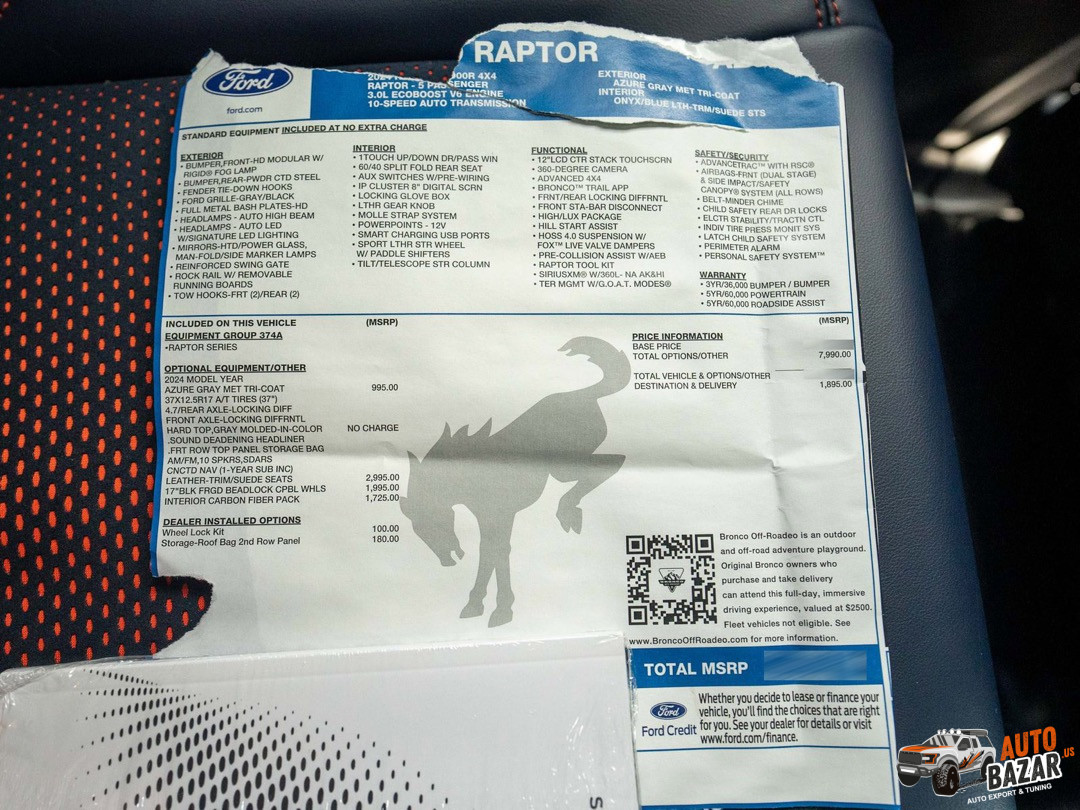 RAPTOR
Ford
ford.com
900R 4X4
RAPTOR - 5 PASSENGER
3.0L ECOBOOST V6 ENGINE
10-SPEED AUTO TRANSMISSION
EXTERIOR
AZURE GRAY MET TRI-COAT
INTERIOR
ONYX/BLUE LTH-TRM/SUEDE STS
STANDARD EQUIPMENT INCLUDED AT NO EXTRA CHARGE
EXTERIOR
• BUMPER,FRONT-HD MODULAR W/
RIGID® FOG LAMP
• BUMPER,REAR-PWDR CTD STEEL
• FENDER TIE-DOWN HOOKS
• FORD GRILLE-GRAY/BLACK
• FULL METAL BASH PLATES-HD
• HEADLAMPS - AUTO HIGH BEAM
• HEADLAMPS - AUTO LED
W/SIGNATURE LED LIGHTING
• MIRRORS-HTD/POWER GLASS,
MAN-FOLD/SIDE MARKER LAMPS
• REINFORCED SWING GATE
• ROCK RAIL W/ REMOVABLE
RUNNING BOARDS
• TOW HOOKS-FRT (2)/REAR (2)
INTERIOR
• 1TOUCH UP/DOWN DR/PASS WIN
• 60/40 SPLIT FOLD REAR SEAT
• AUX SWITCHES W/PRE-WIRING
• IP CLUSTER 8" DIGITAL SCRN
• LOCKING GLOVE BOX
• LTHR GEAR KNOB
• MOLLE STRAP SYSTEM
• POWERPOINTS - 12V
• SMART CHARGING USB PORTS
• SPORT LTHR STR WHEEL
W/ PADDLE SHIFTERS
• TILT/TELESCOPE STR COLUMN
FUNCTIONAL
• 12"LCD CTR STACK TOUCHSCRN
• 360-DEGREE CAMERA
• ADVANCED 4X4
• BRONCO™ TRAIL APP
• FRNT/REAR LOCKING DIFFRNTL
• FRONT STA-BAR DISCONNECT
• HIGH/LUX PACKAGE
• HILL START ASSIST
• HOSS 4.0 SUSPENSION W/
FOX™ LIVE VALVE DAMPERS
• PRE-COLLISION ASSIST W/AEB
• RAPTOR TOOL KIT
• SIRIUSXM® W/360L- NA AK&HI
• TER MGMT W/G.O.A.T. MODES®
SAFETY/SECURITY
• ADVANCETRAC™ WITH RSC®
• AIRBAGS-FRNT (DUAL STAGE)
& SIDE IMPACT/SAFETY
CANOPY® SYSTEM (ALL ROWS)
• BELT-MINDER CHIME
• CHILD SAFETY REAR DR LOCKS
• ELCTR STABILITY/TRACTN CTL
• INDIV TIRE PRESS MONIT SYS
• LATCH CHILD SAFETY SYSTEM
• PERIMETER ALARM
• PERSONAL SAFETY SYSTEM™
WARRANTY
• 3YR/36,000 BUMPER / BUMPER
• 5YR/60,000 POWERTRAIN
• 5YR/60,000 ROADSIDE ASSIST
INCLUDED ON THIS VEHICLE (MSRP)
EQUIPMENT GROUP 374A
•RAPTOR SERIES
OPTIONAL EQUIPMENT/OTHER
2024 MODEL YEAR
AZURE GRAY MET TRI-COAT 995.00
37X12.5R17 A/T TIRES (37")
4.7/REAR AXLE-LOCKING DIFF
FRONT AXLE-LOCKING DIFFRNTL
HARD TOP,GRAY MOLDED-IN-COLOR NO CHARGE
.SOUND DEADENING HEADLINER
.FRT ROW TOP PANEL STORAGE BAG
AM/FM,10 SPKRS,SDARS
CNCTD NAV (1-YEAR SUB INC)
LEATHER-TRIM/SUEDE SEATS 2,995.00
17"BLK FRGD BEADLOCK CPBL WHLS 1,995.00
INTERIOR CARBON FIBER PACK 1,725.00
DEALER INSTALLED OPTIONS
Wheel Lock Kit 100.00
Storage-Roof Bag 2nd Row Panel 180.00
(MSRP)
PRICE INFORMATION
BASE PRICE
TOTAL OPTIONS/OTHER 7,990.00
TOTAL VEHICLE & OPTIONS/OTHER
DESTINATION & DELIVERY 1,895.00
Bronco Off-Roadeo is an outdoor
and off-road adventure playground.
Original Bronco owners who
purchase and take delivery
can attend this full-day, immersive
driving experience, valued at $2500.
Fleet vehicles not eligible. See
www.BroncoOffRoadeo.com for more information.
TOTAL MSRP
Ford
Ford Credit
Whether you decide to lease or finance your
vehicle, you'll find the choices that are right
for you. See your dealer for details or visit
www.ford.com/finance.
AUTO
BAZAR.US
AUTO EXPORT & TUNING